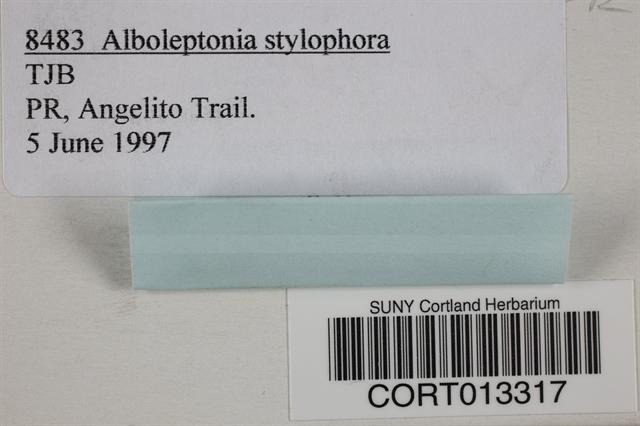 8483 Alboleptonia stylophora
TJB
PR, Angelito Trail.
5 June 1997
SUNY Cortland Herbarium
CORT013317